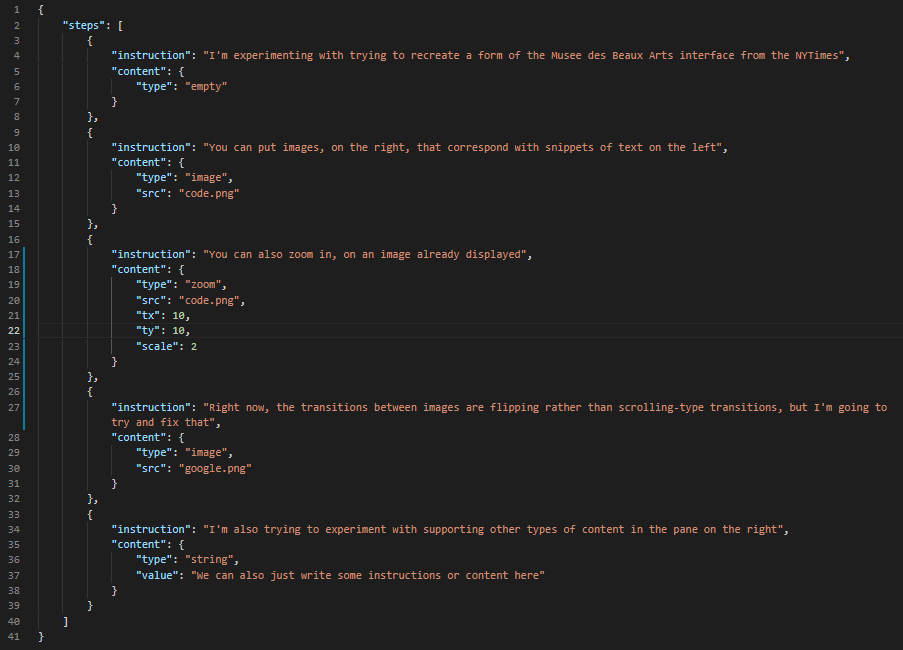 1 {
2 "steps": [
3 {
4 "instruction": "I'm experimenting with trying to recreate a form of the Musee des Beaux Arts interface from the NYTimes",
5 "content": {
6 "type": "empty"
7 }
8 },
9 {
10 "instruction": "You can put images, on the right, that correspond with snippets of text on the left",
11 "content": {
12 "type": "image",
13 "src": "code.png"
14 }
15 },
16 {
17 "instruction": "You can also zoom in, on an image already displayed",
18 "content": {
19 "type": "zoom",
20 "src": "code.png",
21 "tx": 10,
22 "ty": 10,
23 "scale": 2
24 }
25 },
26 {
27 "instruction": "Right now, the transitions between images are flipping rather than scrolling-type transitions, but I'm going to
try and fix that",
28 "content": {
29 "type": "image",
30 "src": "google.png"
31 }
32 },
33 {
34 "instruction": "I'm also trying to experiment with supporting other types of content in the pane on the right",
35 "content": {
36 "type": "string",
37 "value": "We can also just write some instructions or content here"
38 }
39 }
40 ]
41 }